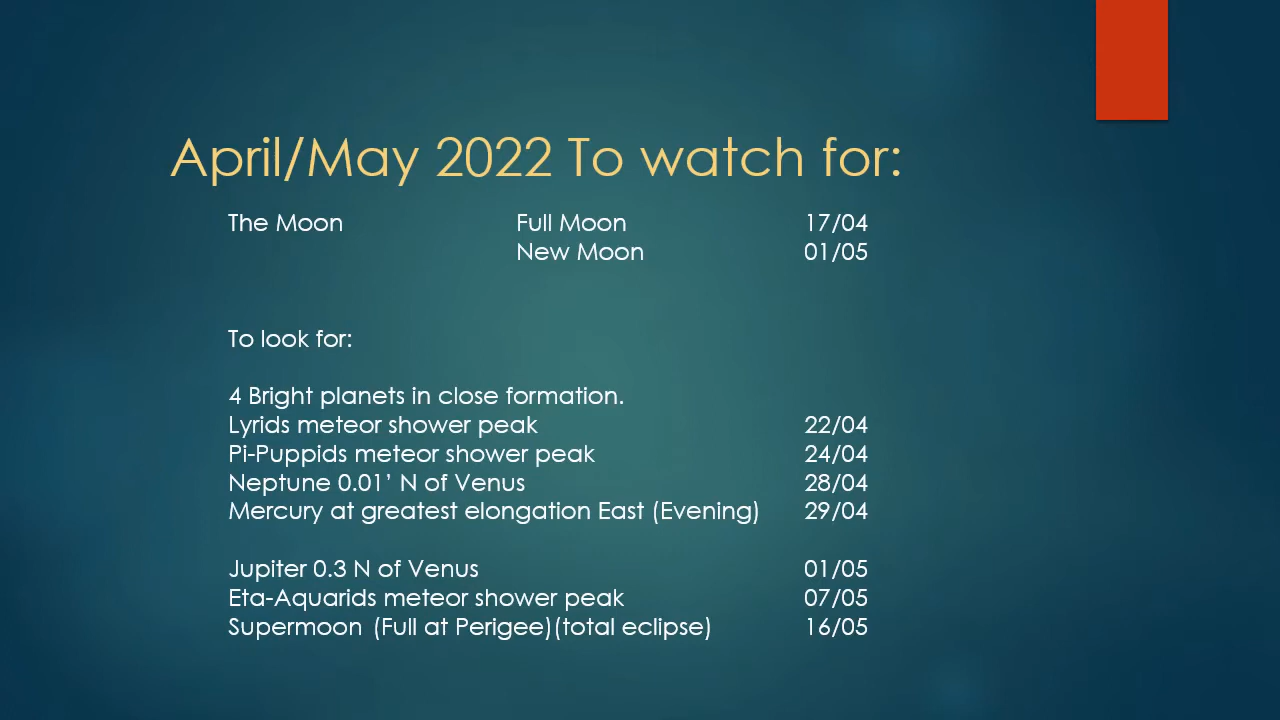 April/May 2022 To watch for:
The Moon Full Moon 17/04
New Moon 01/05
To look for:
4 Bright planets in close formation.
Lyrids meteor shower peak 22/04
Pi-Puppids meteor shower peak 24/04
Neptune 0.01’ N of Venus 28/04
Mercury at greatest elongation East (Evening) 29/04
Jupiter 0.3 N of Venus 01/05
Eta-Aquarids meteor shower peak 07/05
Supermoon (Full at Perigee)(total eclipse) 16/05